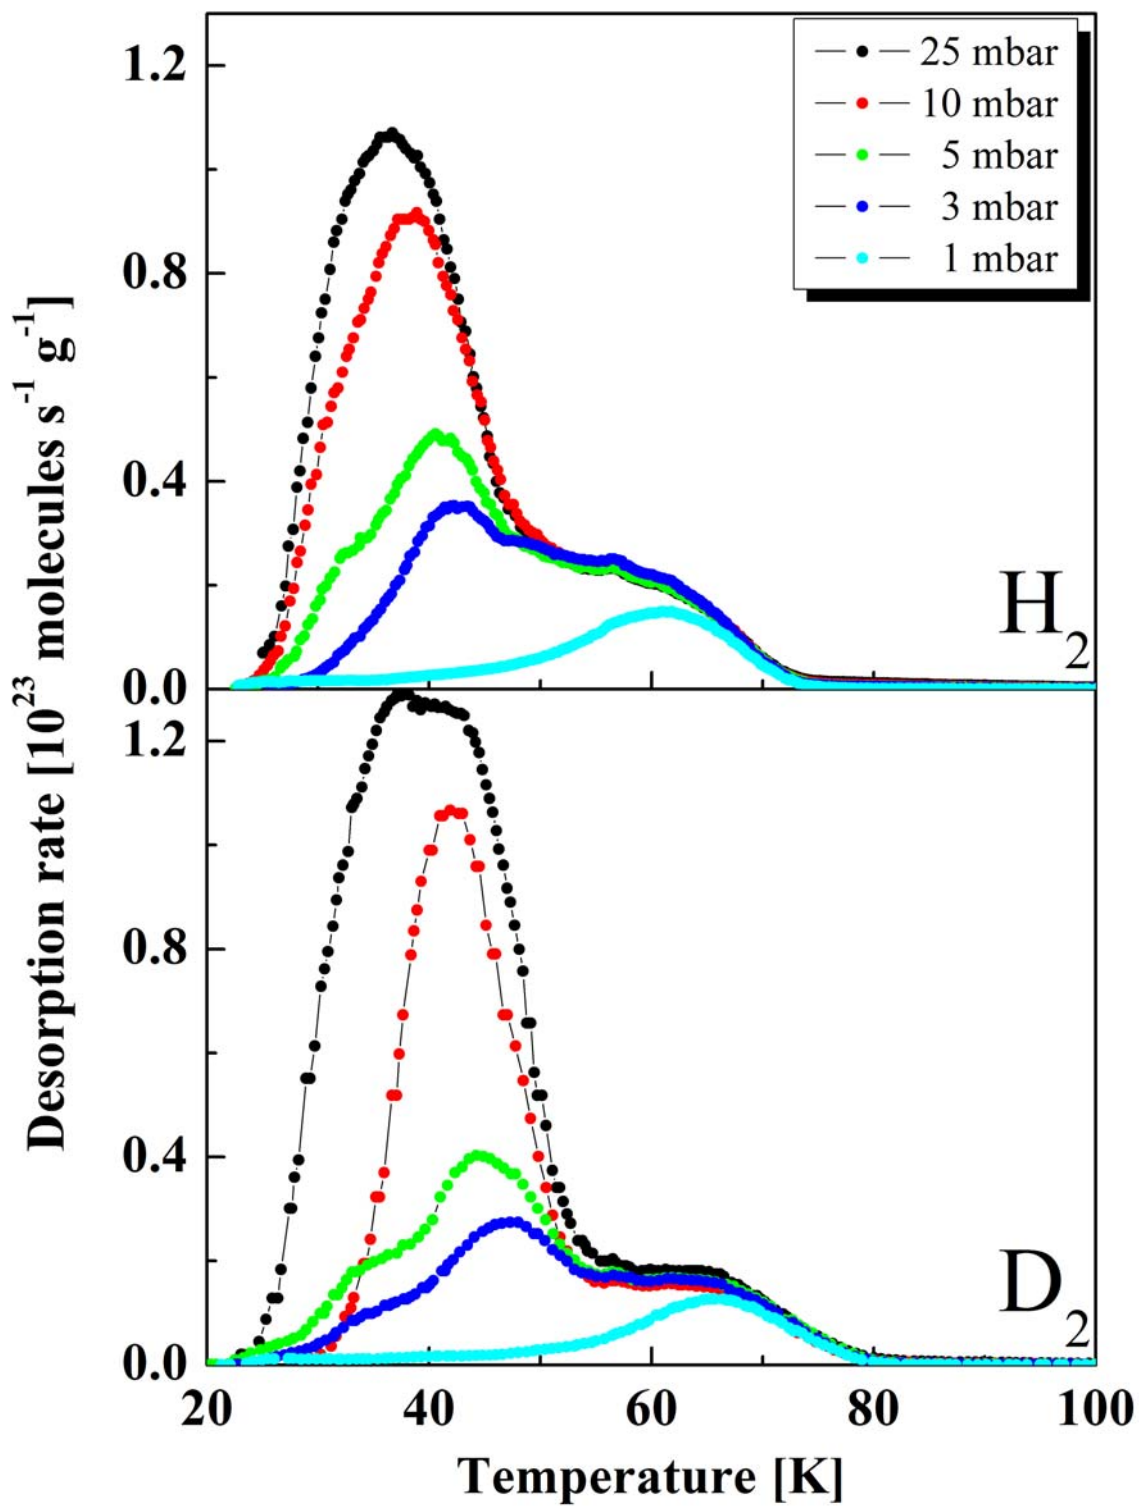 1.2
0.8
0.4
0.0
25 mbar
10 mbar
5 mbar
3 mbar
1 mbar
H₂
Desorption rate [10²³ molecules s⁻¹ g⁻¹]
1.2
0.8
0.4
0.0
D₂
20 40 60 80 100
Temperature [K]